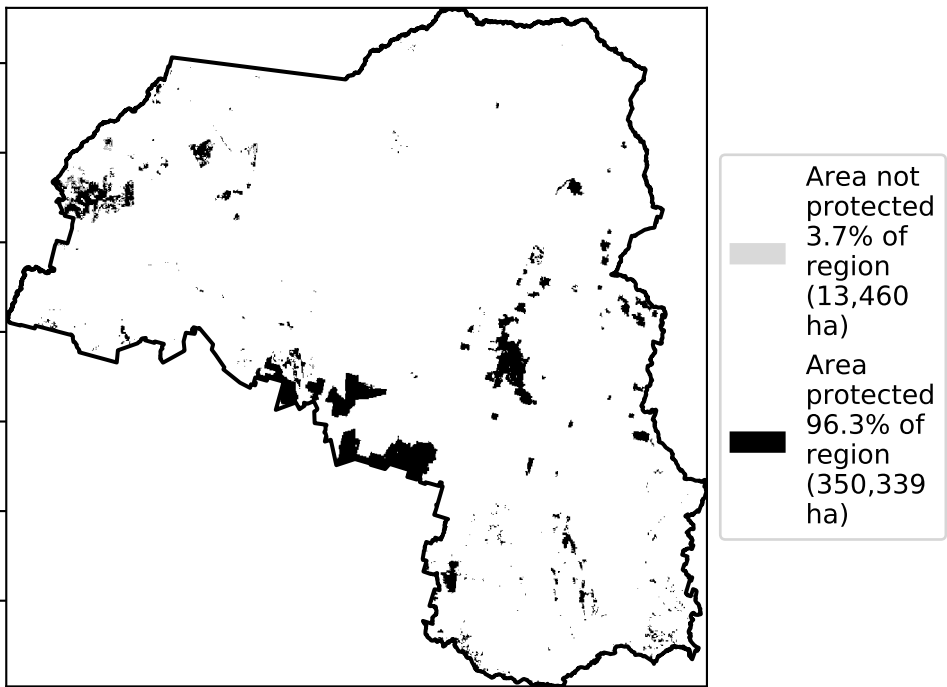 Area not
protected
3.7% of
region
(13,460
ha)
Area
protected
96.3% of
region
(350,339
ha)